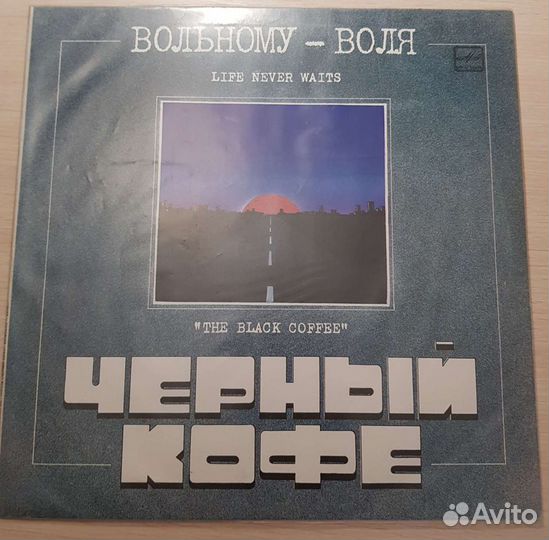 ВОЛЬНОМУ — ВОЛЯ
LIFE NEVER WAITS
"THE BLACK COFFEE"
ЧЕРНЫЙ
КОФЕ
Avito